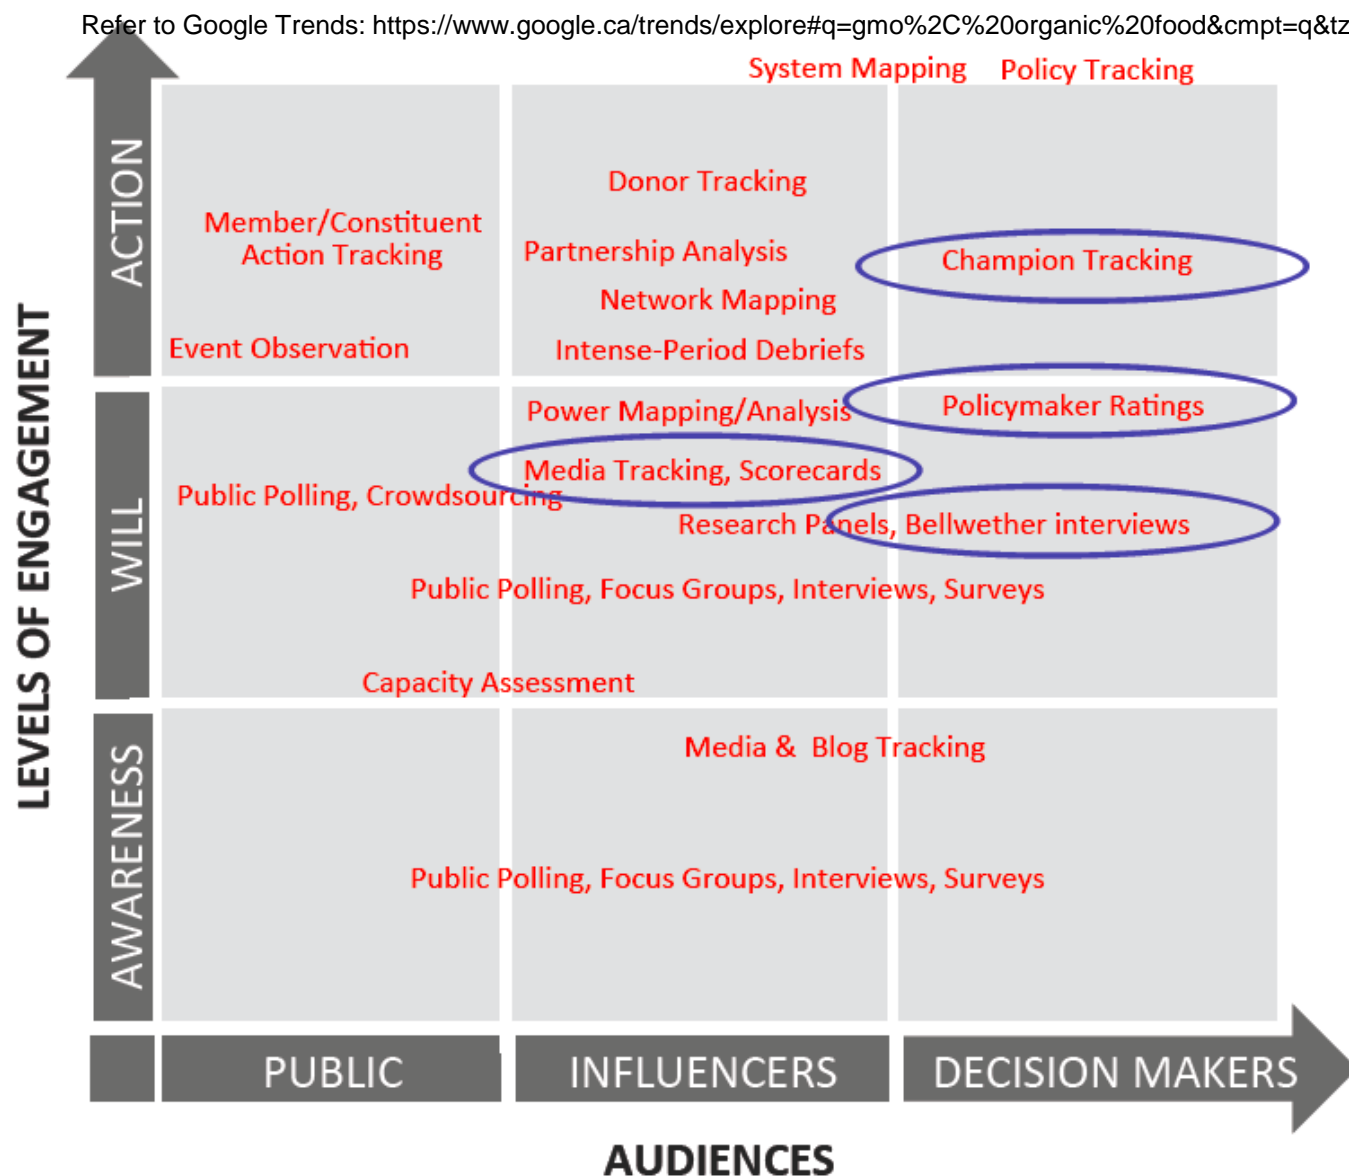 Refer to Google Trends: https://www.google.ca/trends/explore#q=gmo%2C%20organic%20food&cmpt=q&tz
System Mapping Policy Tracking
LEVELS OF ENGAGEMENT
ACTION
Donor Tracking
Member/Constituent
Action Tracking
Partnership Analysis
Champion Tracking
Network Mapping
Event Observation
Intense-Period Debriefs
WILL
Power Mapping/Analysis
Policymaker Ratings
Media Tracking, Scorecards
Public Polling, Crowdsourcing
Research Panels, Bellwether interviews
Public Polling, Focus Groups, Interviews, Surveys
Capacity Assessment
AWARENESS
Media & Blog Tracking
Public Polling, Focus Groups, Interviews, Surveys
PUBLIC
INFLUENCERS
DECISION MAKERS
AUDIENCES